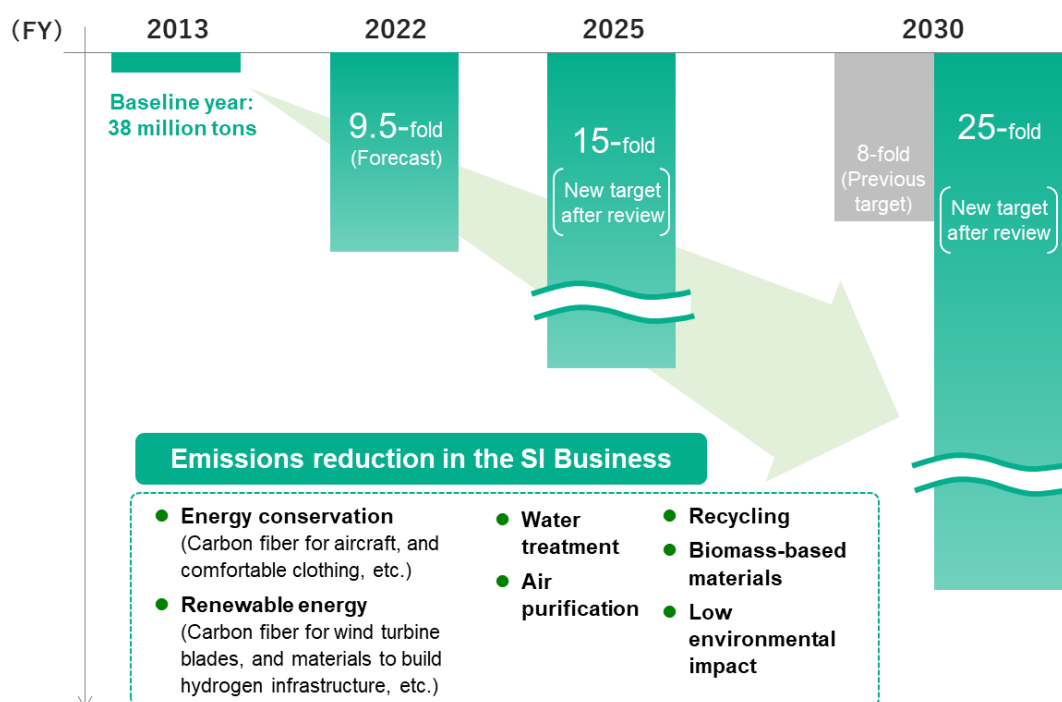 (FY)
2013
2022
2025
2030
Baseline year:
38 million tons
9.5-fold
(Forecast)
15-fold
New target
after review
8-fold
(Previous
target)
25-fold
New target
after review
Emissions reduction in the SI Business
● Energy conservation
(Carbon fiber for aircraft, and
comfortable clothing, etc.)
● Renewable energy
(Carbon fiber for wind turbine
blades, and materials to build
hydrogen infrastructure, etc.)
● Water
treatment
● Air
purification
● Recycling
● Biomass-based
materials
● Low
environmental
impact